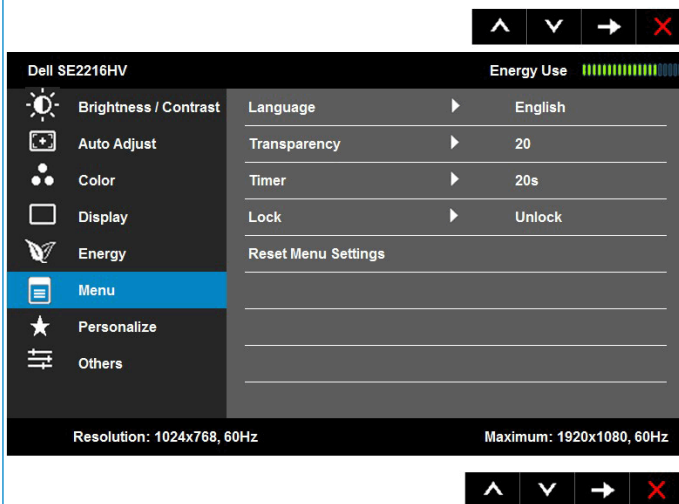 Dell SE2216HV Energy Use
Brightness / Contrast Language English
Auto Adjust Transparency 20
Color Timer 20s
Display Lock Unlock
Energy Reset Menu Settings
Menu
Personalize
Others
Resolution: 1024x768, 60Hz Maximum: 1920x1080, 60Hz